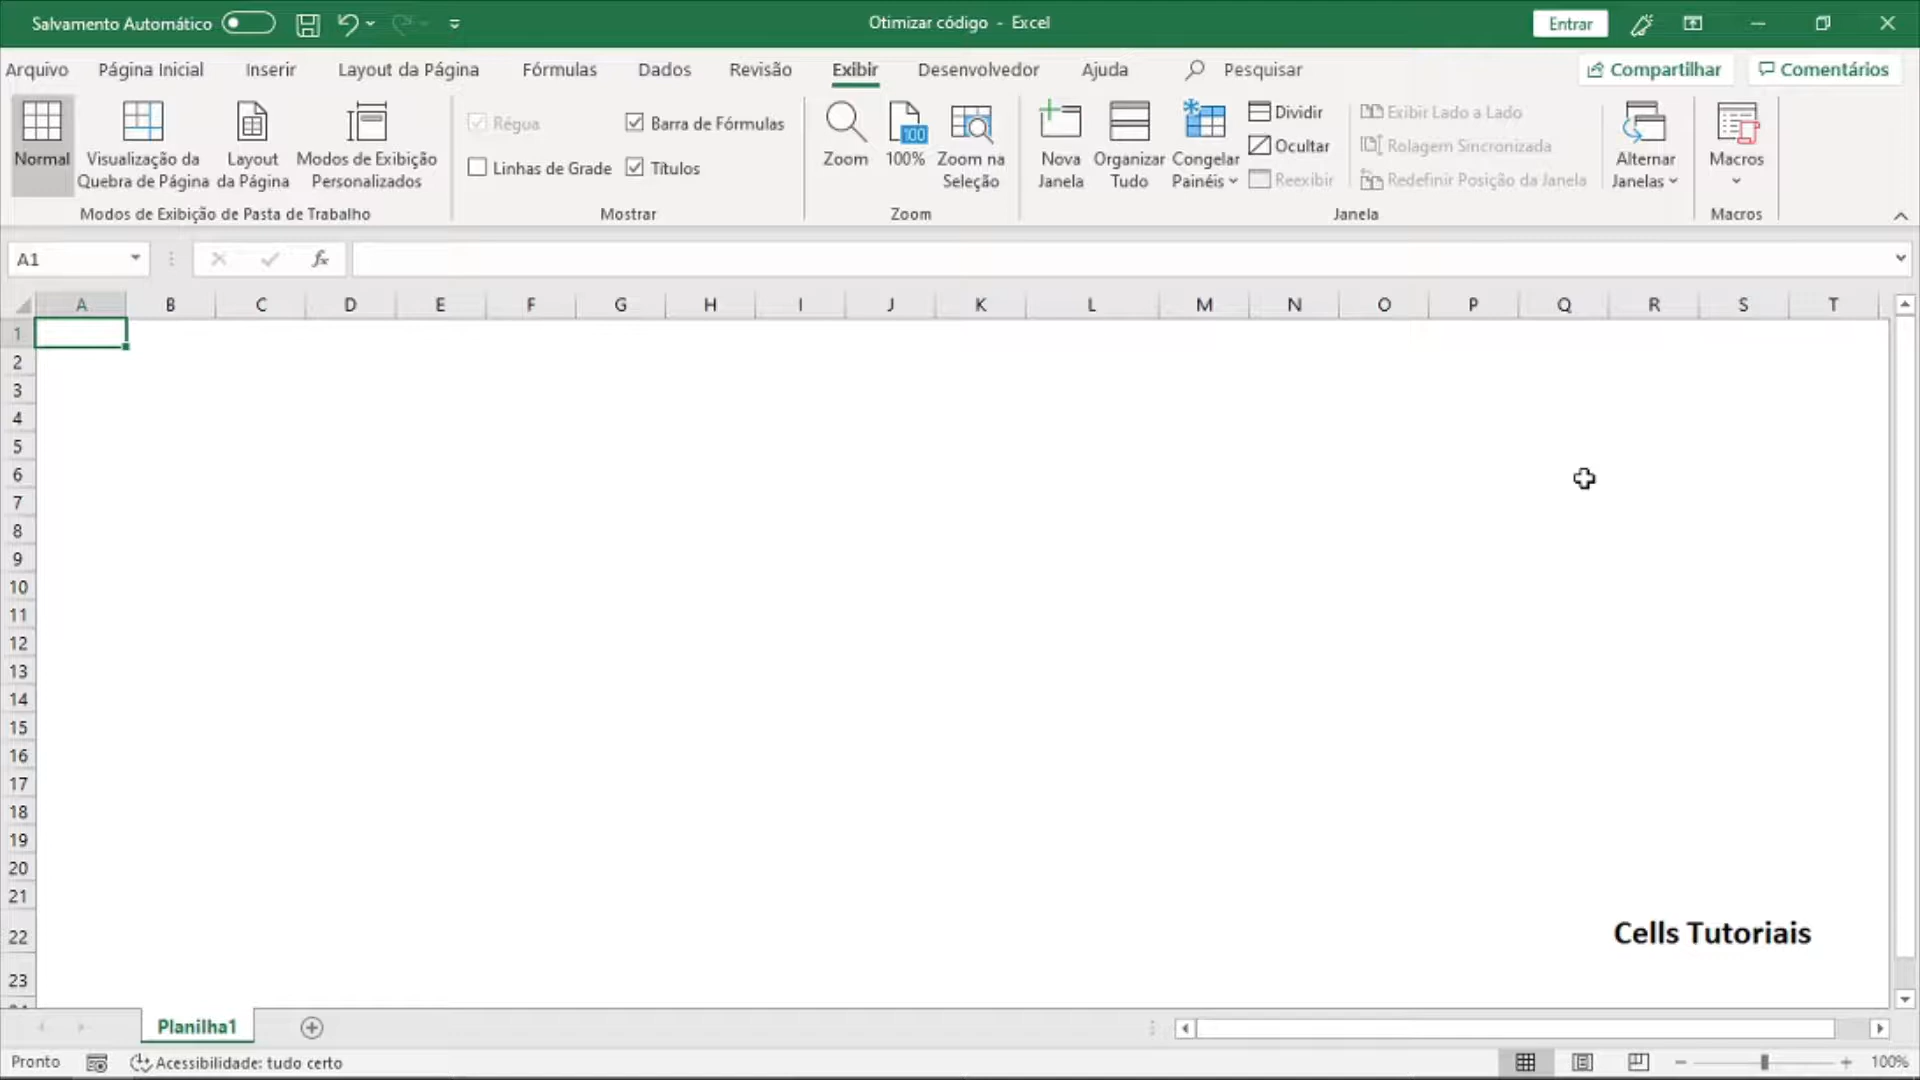 Salvamento Automático
Otimizar código - Excel
Entrar
Arquivo Página Inicial Inserir Layout da Página Fórmulas Dados Revisão Exibir Desenvolvedor Ajuda Pesquisar Compartilhar Comentários
Normal
Visualização da
Quebra de Página
Layout
da Página
Modos de Exibição
Personalizados
Modos de Exibição de Pasta de Trabalho
Régua
Barra de Fórmulas
Linhas de Grade
Títulos
Mostrar
Zoom
100
100%
Zoom na
Seleção
Zoom
Nova
Janela
Organizar
Tudo
Congelar
Painéis
Dividir
Ocultar
Reexibir
Exibir Lado a Lado
Rolagem Sincronizada
Redefinir Posição da Janela
Janela
Alternar
Janelas
Macros
Macros
A1
fx
A B C D E F G H I J K L M N O P Q R S T
1
2
3
4
5
6
7
8
9
10
11
12
13
14
15
16
17
18
19
20
21
22
Cells Tutoriais
23
Planilha1
Pronto
Acessibilidade: tudo certo
100%